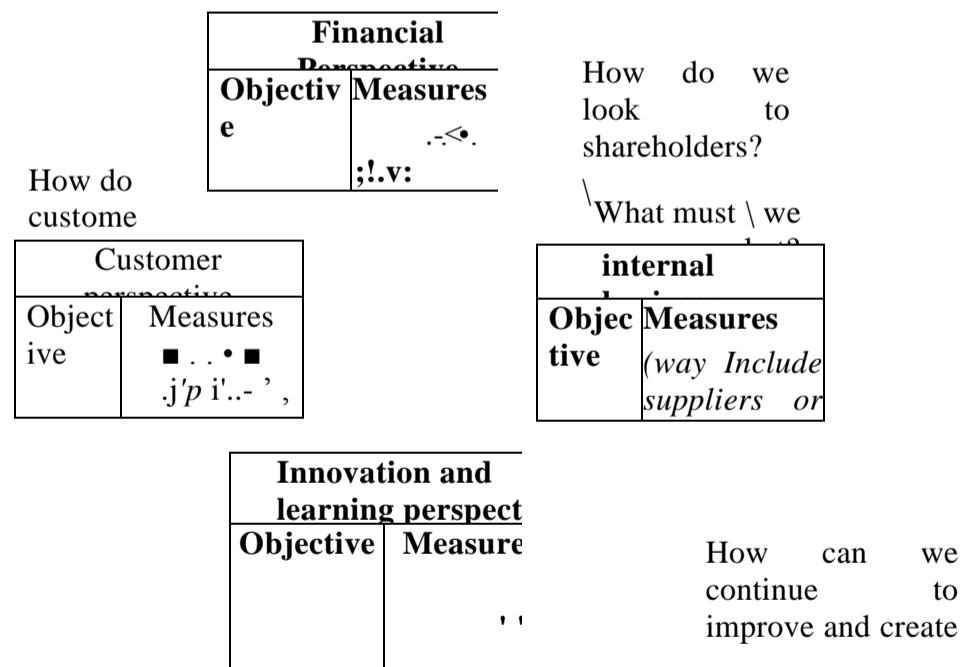 Financial
Perspective
Objectiv
e
Measures
.-<•.
;!.v:
How do we
look to
shareholders?
\
What must \ we
How do
custome
Customer
perspective
Object
ive
Measures
■ . . • ■
.j'p i'..- ’ ,
internal
Objec
tive
Measures
(way Include
suppliers or
Innovation and
learning perspect
Objective
Measure
' '
How can we
continue to
improve and create